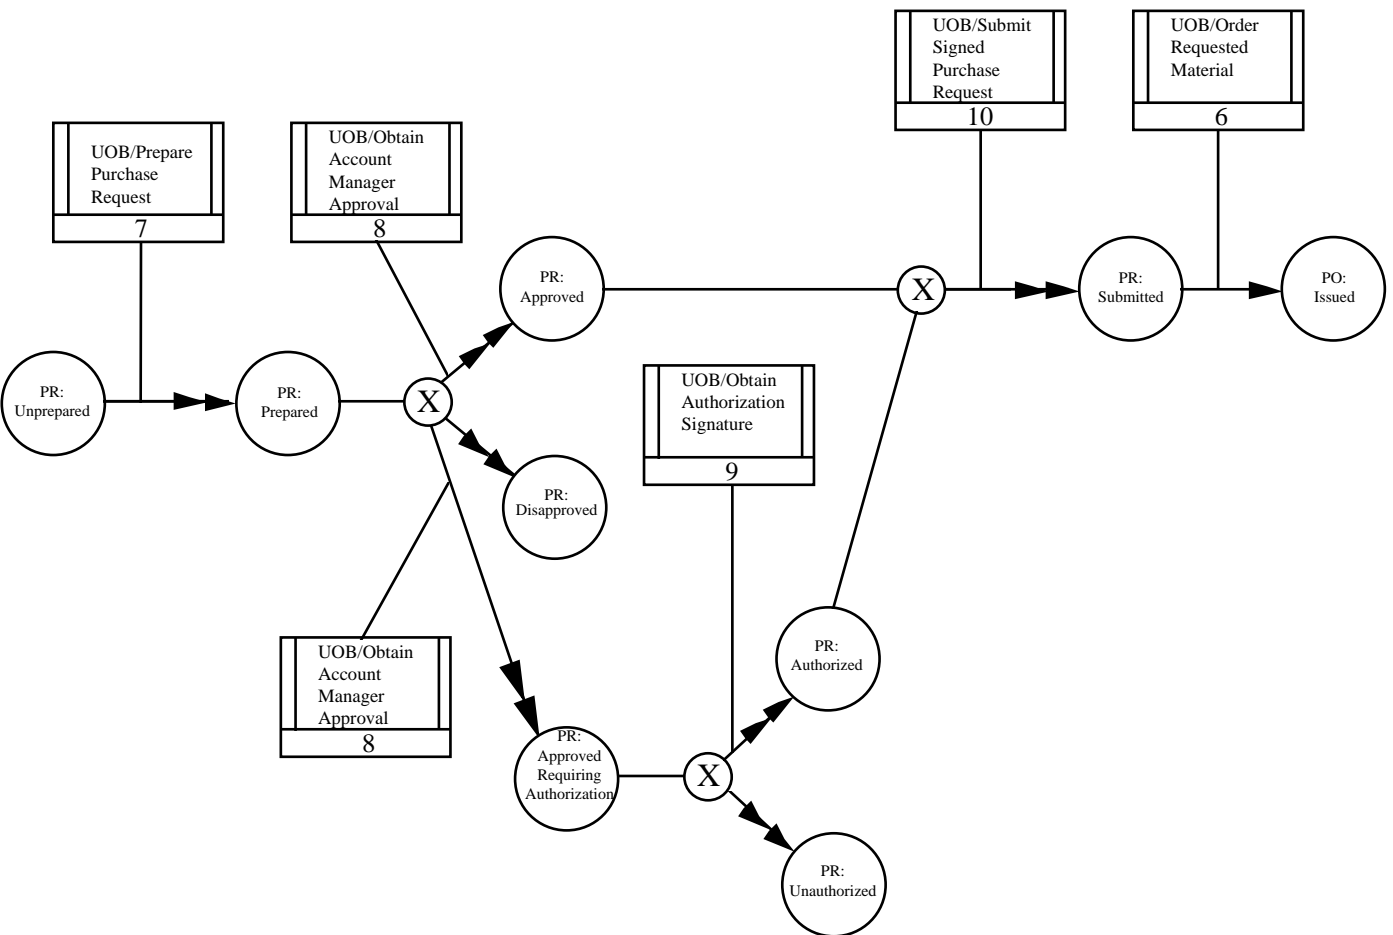 UOB/Submit
Signed
Purchase
Request
10
UOB/Order
Requested
Material
6
UOB/Prepare
Purchase
Request
7
UOB/Obtain
Account
Manager
Approval
8
PR:
Approved
X
PR:
Submitted
PO:
Issued
PR:
Unprepared
PR:
Prepared
X
UOB/Obtain
Authorization
Signature
9
PR:
Disapproved
UOB/Obtain
Account
Manager
Approval
8
PR:
Authorized
PR:
Approved
Requiring
Authorization
X
PR:
Unauthorized